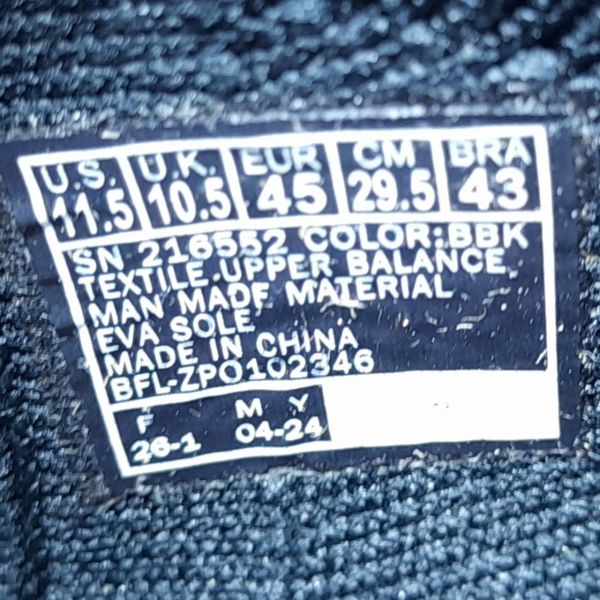 U.S. U.K. EUR CM BRA
11.5 10.5 45 29.5 43
SN 216552 COLOR:BBK
TEXTILE UPPER BALANCE
MAN MADE MATERIAL
EVA SOLE
MADE IN CHINA
BFL-ZPO102346
F M Y
26-1 04-24